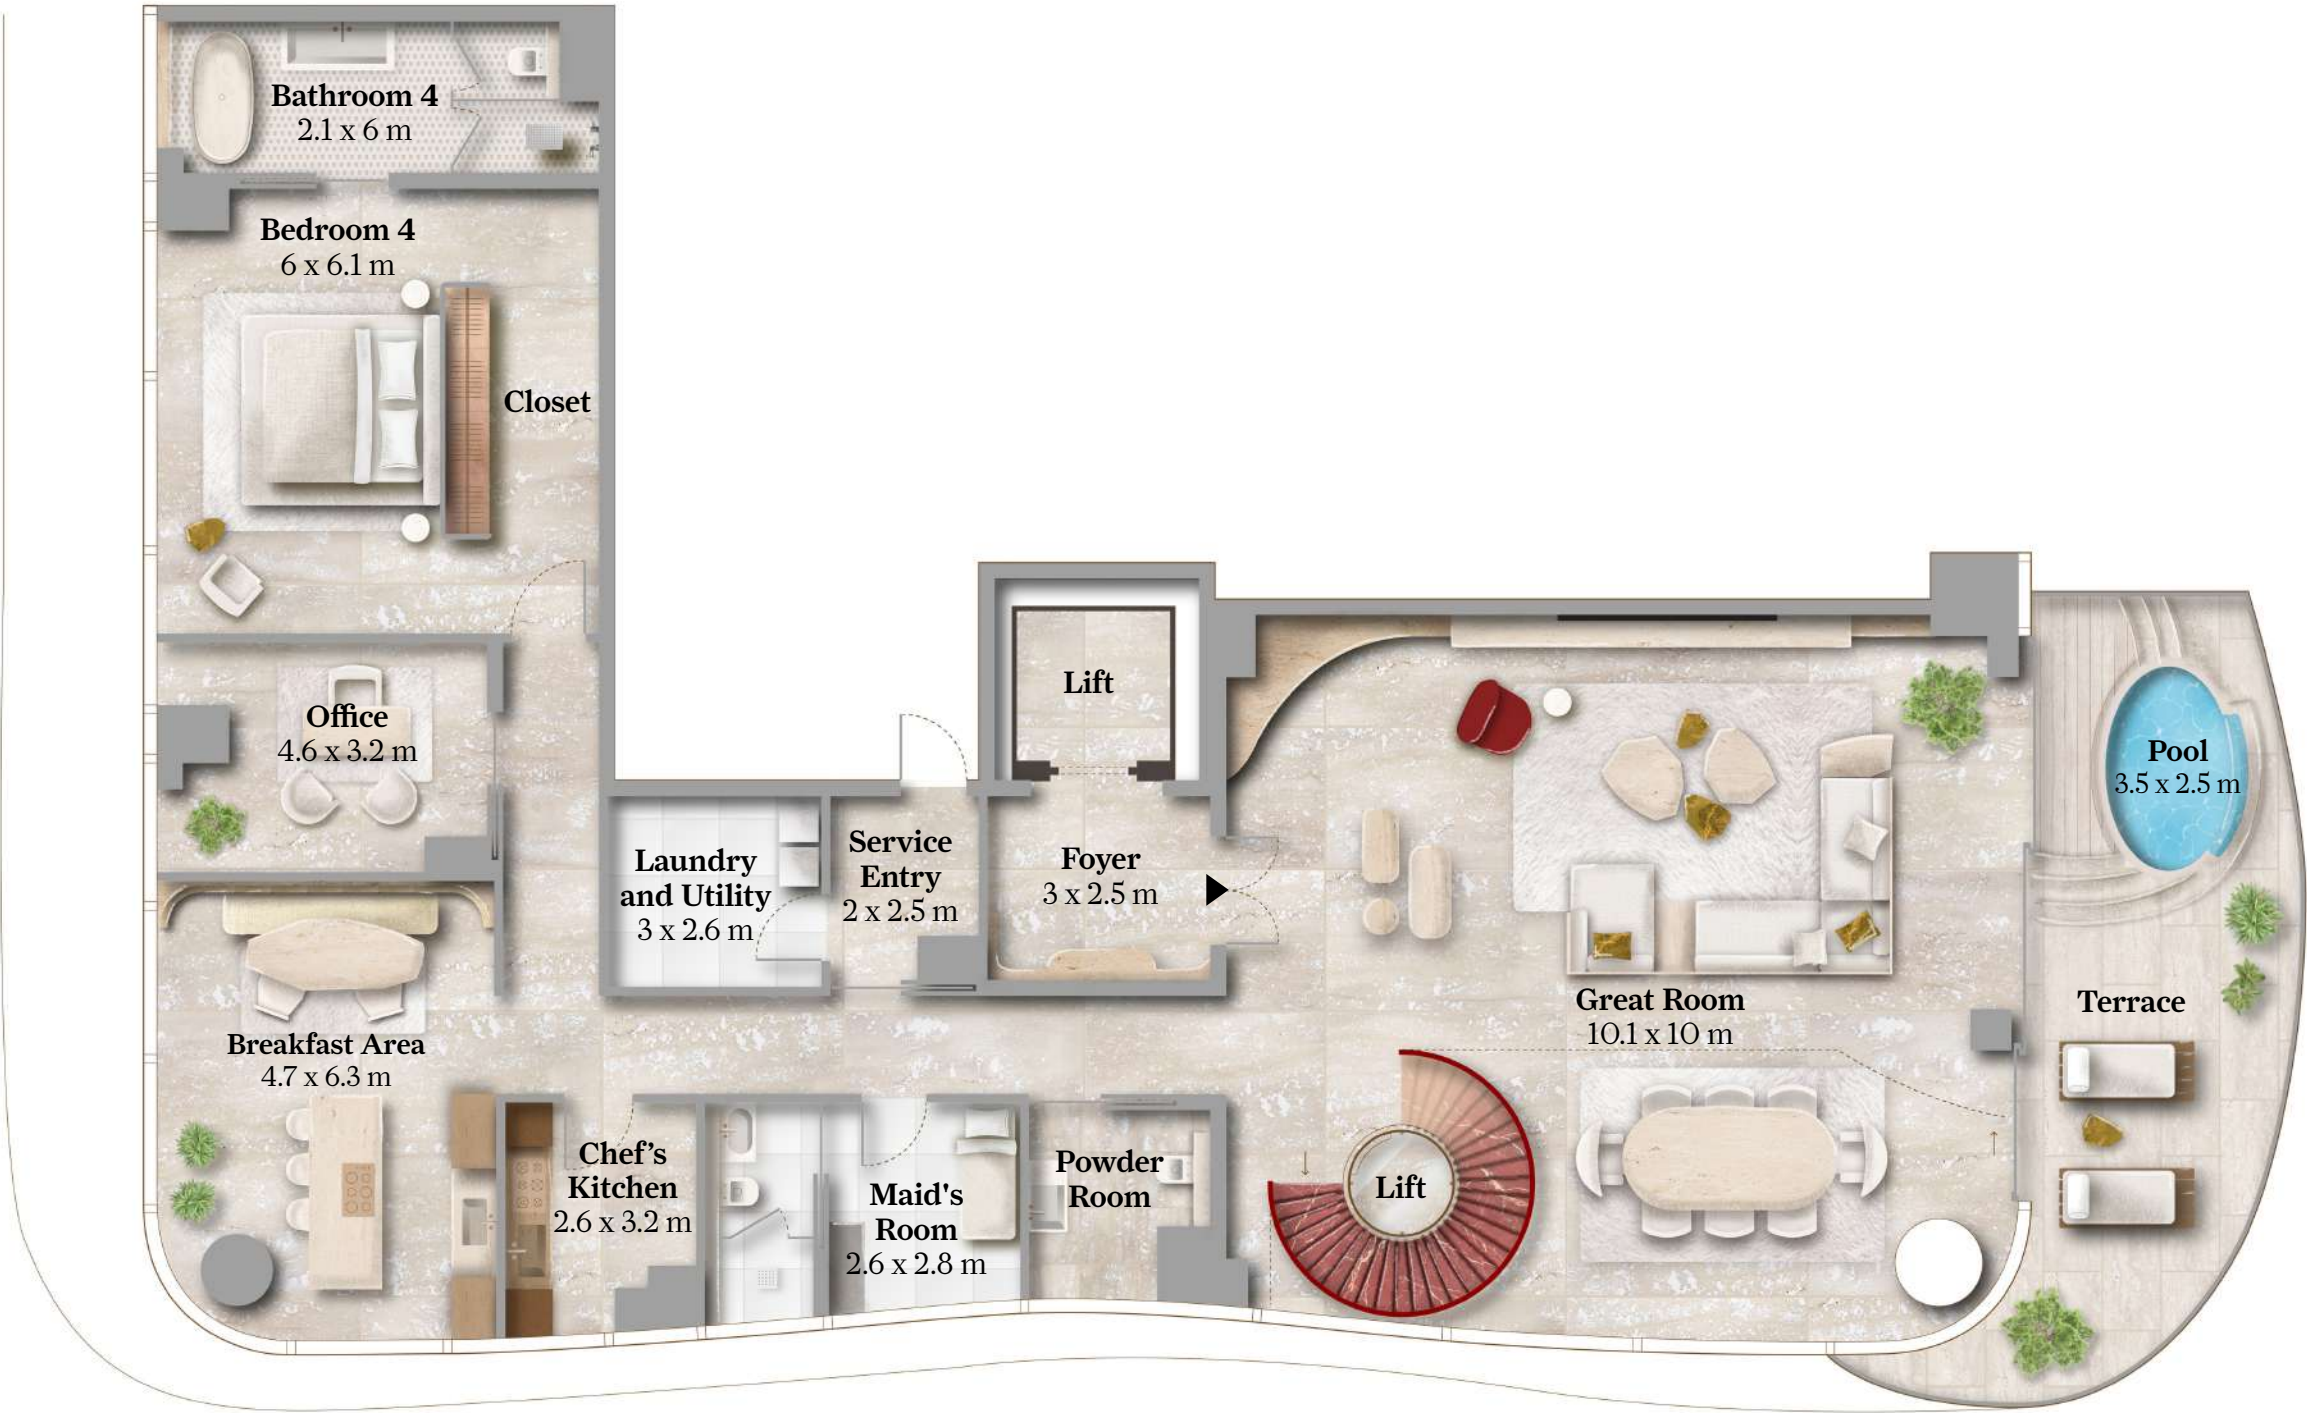 Bathroom 4
2.1 x 6 m
Bedroom 4
6 x 6.1 m
Closet
Office
4.6 x 3.2 m
Lift
Pool
3.5 x 2.5 m
Laundry
and Utility
3 x 2.6 m
Service
Entry
2 x 2.5 m
Foyer
3 x 2.5 m
Great Room
10.1 x 10 m
Terrace
Breakfast Area
4.7 x 6.3 m
Chef’s
Kitchen
2.6 x 3.2 m
Maid's
Room
2.6 x 2.8 m
Powder
Room
Lift